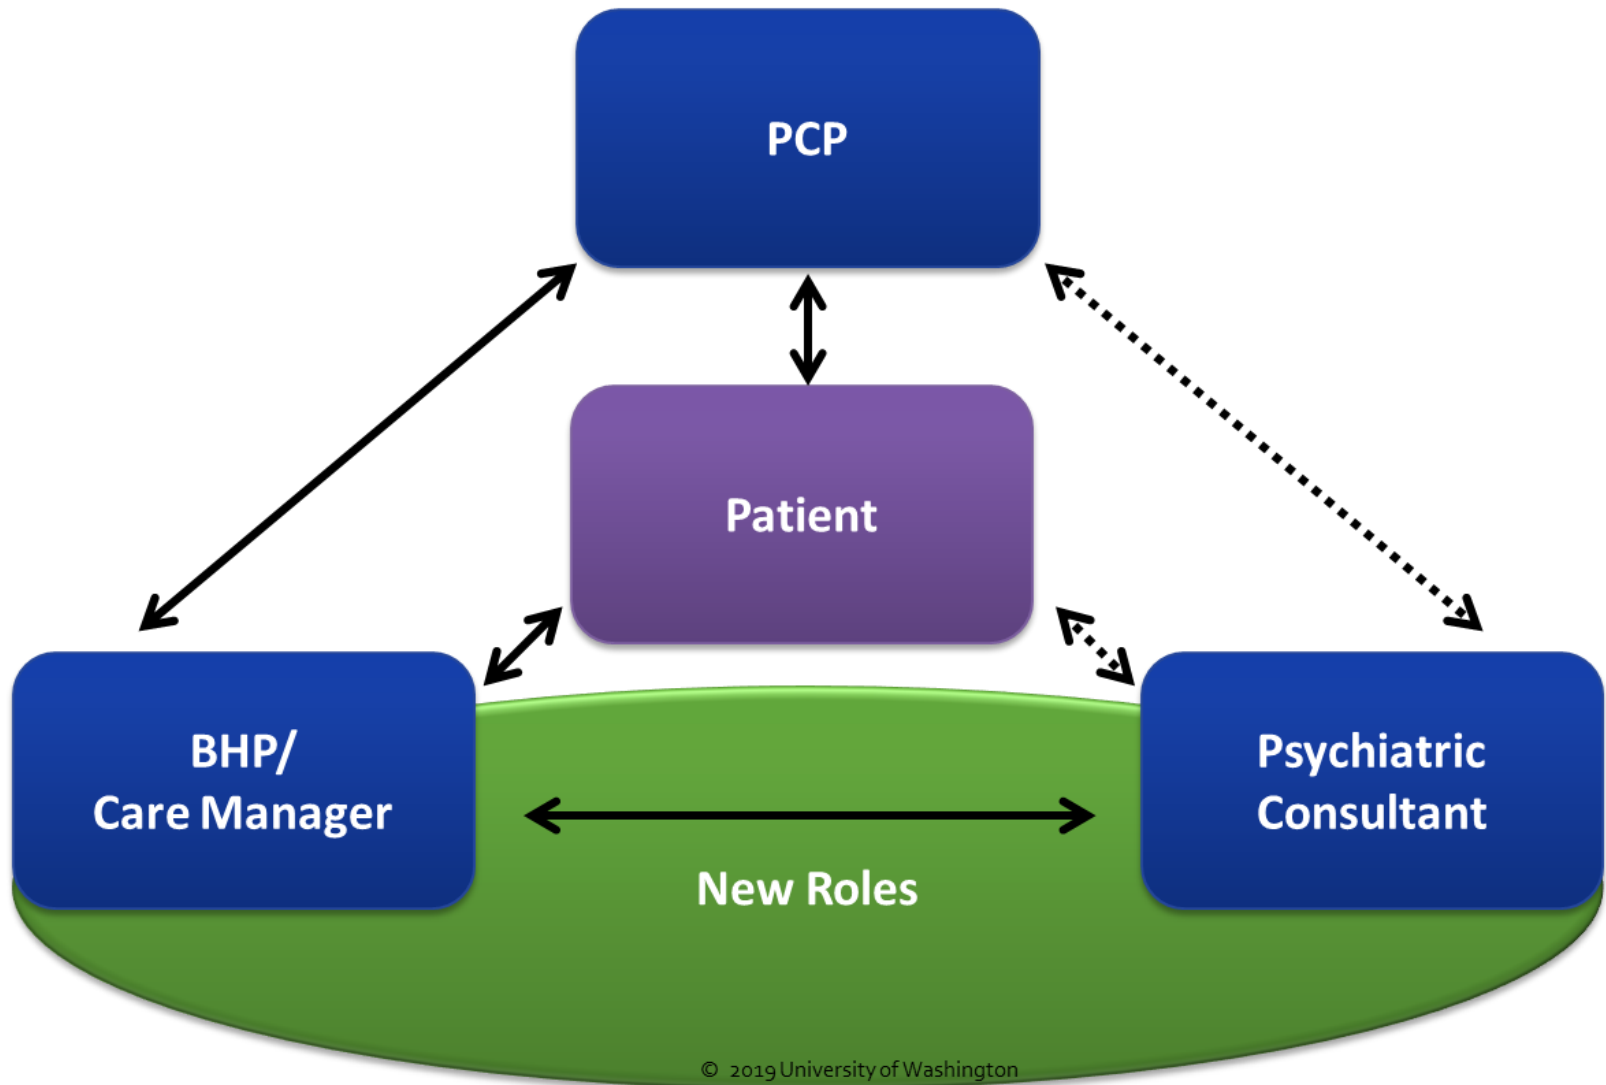 PCP
Patient
BHP/
Care Manager
Psychiatric
Consultant
New Roles
© 2019 University of Washington